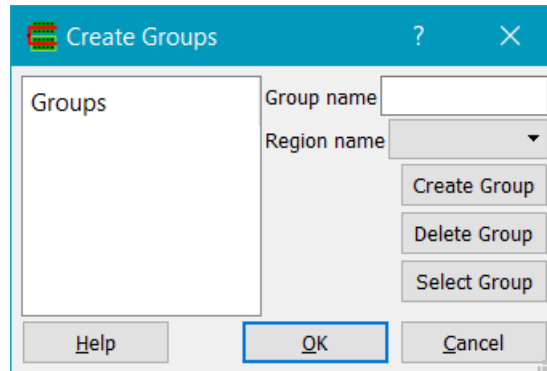 Create Groups ?
Groups
Group name
Region name
Create Group
Delete Group
Select Group
Help OK Cancel